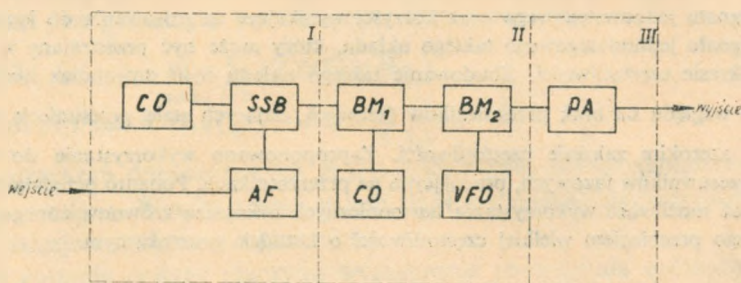 I II III
CO SSB BM₁ BM₂ PA wyjście
wejście AF CO VFO